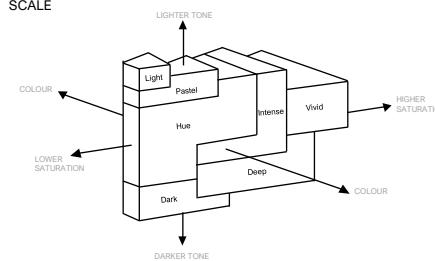 SCALE
LIGHTER TONE
Light
Pastel
COLOUR
Hue
Intense
Vivid
HIGHER
SATURATI
LOWER
SATURATION
Deep
COLOUR
Dark
DARKER TONE